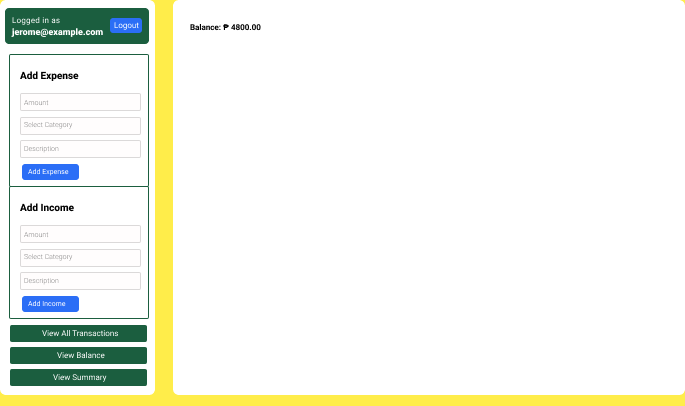 Logged in as
jerome@example.com
Logout
Add Expense
Amount
Select Category
Description
Add Expense
Add Income
Amount
Select Category
Description
Add Income
View All Transactions
View Balance
View Summary
Balance: ₱ 4800.00